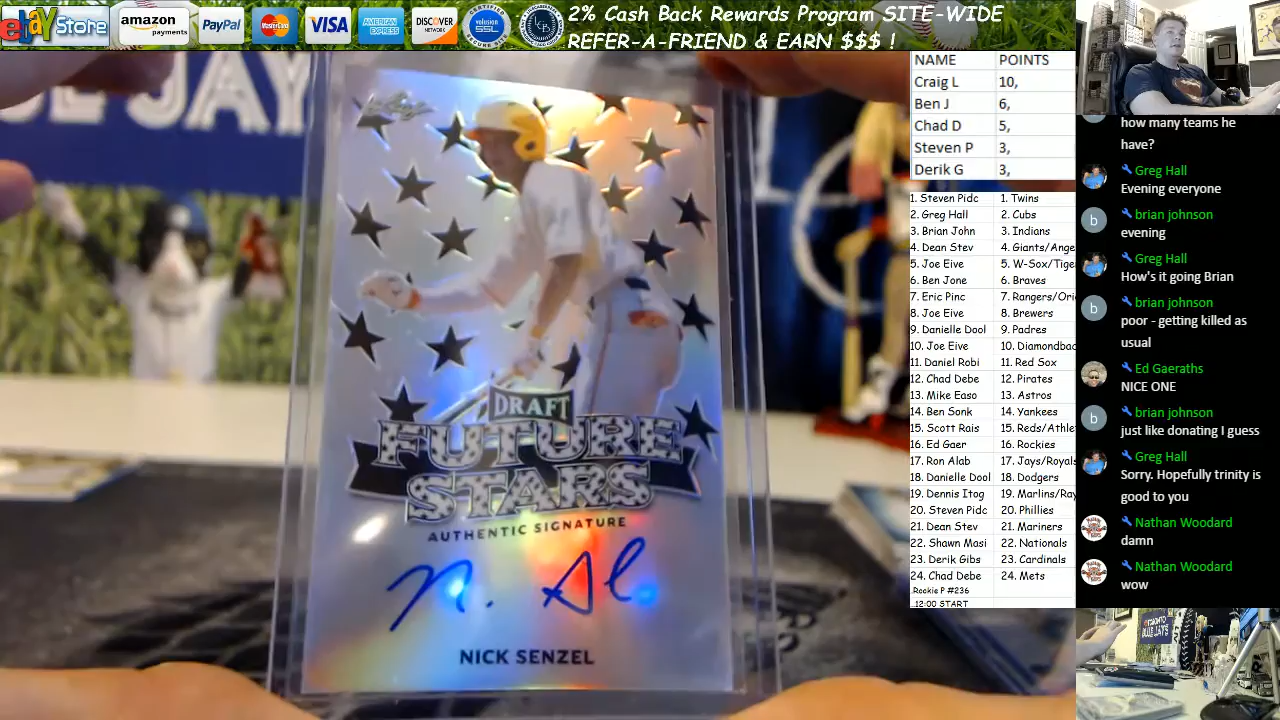 ebay Store
amazon
payments
PayPal
MasterCard
VISA
AMERICAN
EXPRESS
DISCOVER
NETWORK
volusion
SSL
2% Cash Back Rewards Program SITE-WIDE
REFER-A-FRIEND & EARN $$$ !
NAME POINTS
Craig L 10,
Ben J 6,
Chad D 5,
Steven P 3,
Derik G 3,
1. Steven Pidc 1. Twins
2. Greg Hall 2. Cubs
3. Brian John 3. Indians
4. Dean Stev 4. Giants/Ange
5. Joe Eive 5. W-Sox/Tige
6. Ben Jone 6. Braves
7. Eric Pinc 7. Rangers/Ori
8. Joe Eive 8. Brewers
9. Danielle Dool 9. Padres
10. Joe Eive 10. Diamondbac
11. Daniel Robi 11. Red Sox
12. Chad Debe 12. Pirates
13. Mike Easo 13. Astros
14. Ben Sonk 14. Yankees
15. Scott Rais 15. Reds/Athle
16. Ed Gaer 16. Rockies
17. Ron Alab 17. Jays/Royals
18. Danielle Dool 18. Dodgers
19. Dennis Itog 19. Marlins/Ray
20. Steven Pidc 20. Phillies
21. Dean Stev 21. Mariners
22. Shawn Masi 22. Nationals
23. Derik Gibs 23. Cardinals
24. Chad Debe 24. Mets
Rookie P #236
12:00 START
how many teams he
have?
Greg Hall
Evening everyone
b brian johnson
evening
Greg Hall
How's it going Brian
b brian johnson
poor - getting killed as
usual
Ed Gaeraths
NICE ONE
b brian johnson
just like donating I guess
Greg Hall
Sorry. Hopefully trinity is
good to you
Nathan Woodard
damn
Nathan Woodard
wow
BLUE JAYS
Leaf
DRAFT
FUTURE
STARS
AUTHENTIC SIGNATURE
NICK SENZEL
TORONTO
BLUE JAYS